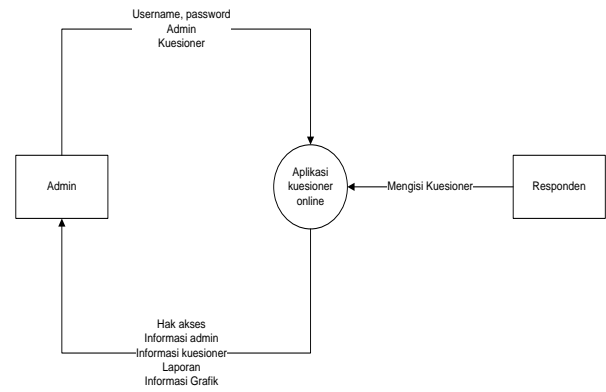 Username, password
Admin
Kuesioner
Admin
Aplikasi
kuesioner
online
Mengisi Kuesioner
Responden
Hak akses
Informasi admin
Informasi kuesioner
Laporan
Informasi Grafik